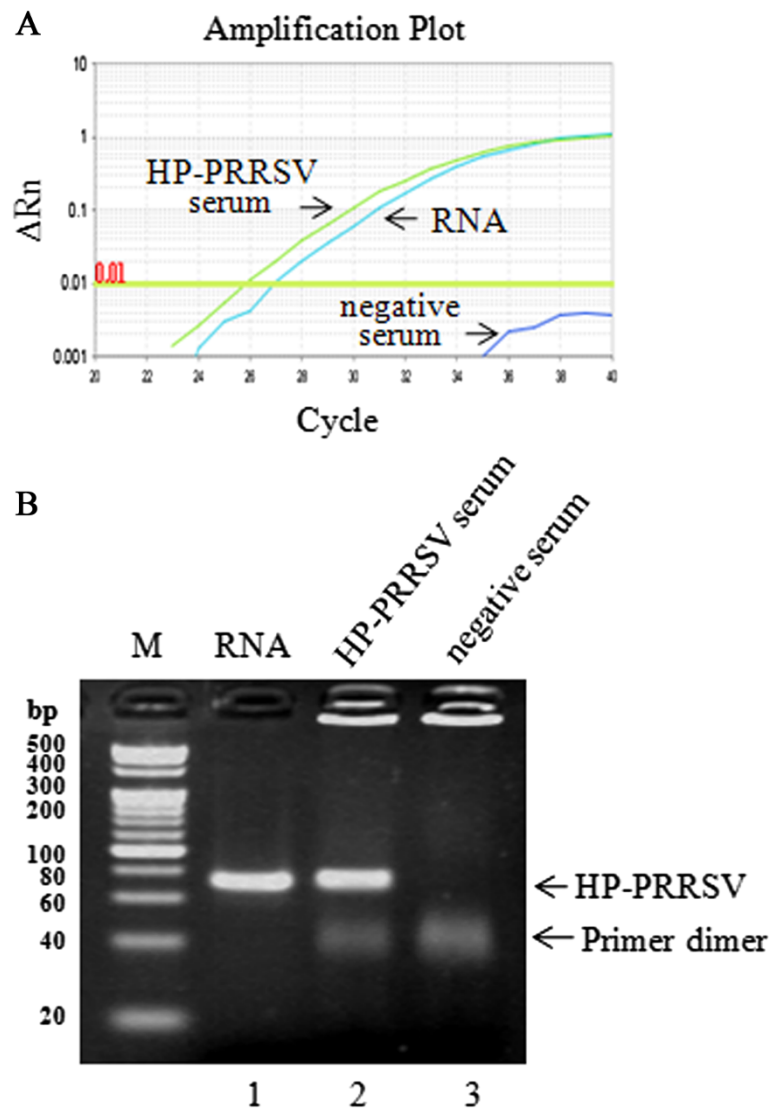 A
Amplification Plot
10
1
0.1
0.01
0.001
ΔRn
HP-PRRSV
serum
RNA
0.01
negative
serum
20 22 24 26 28 30 32 34 36 38 40
Cycle
B
M
RNA
HP-PRRSV serum
negative serum
bp
500
400
300
200
100
80
60
40
20
HP-PRRSV
Primer dimer
1 2 3